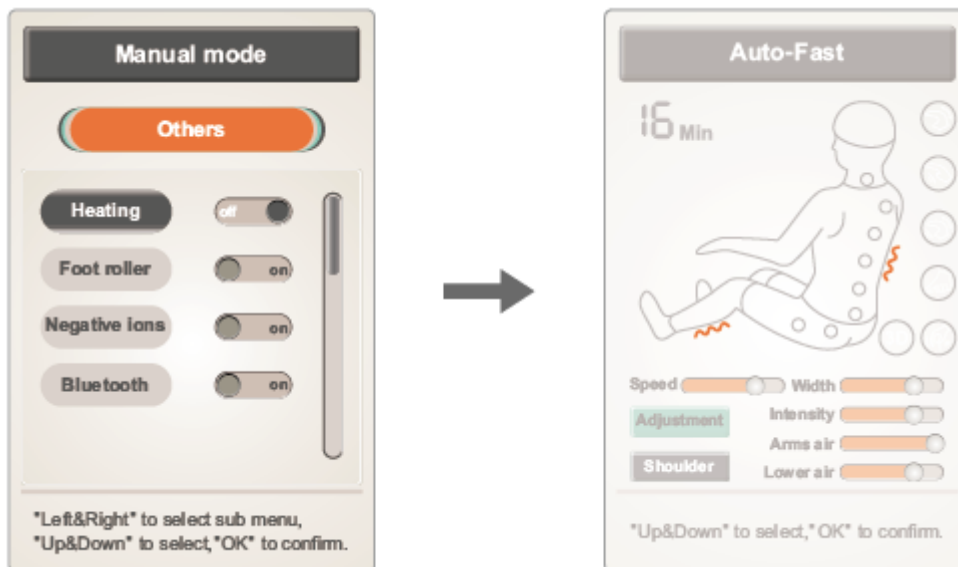 Manual mode
Others
Heating off
Foot roller on
Negative ions on
Bluetooth on
"Left&Right" to select sub menu,
"Up&Down" to select,"OK" to confirm.
Auto-Fast
16 Min
Speed Width
Adjustment Intensity
Arms air
Shoulder Lower air
"Up&Down" to select,"OK" to confirm.